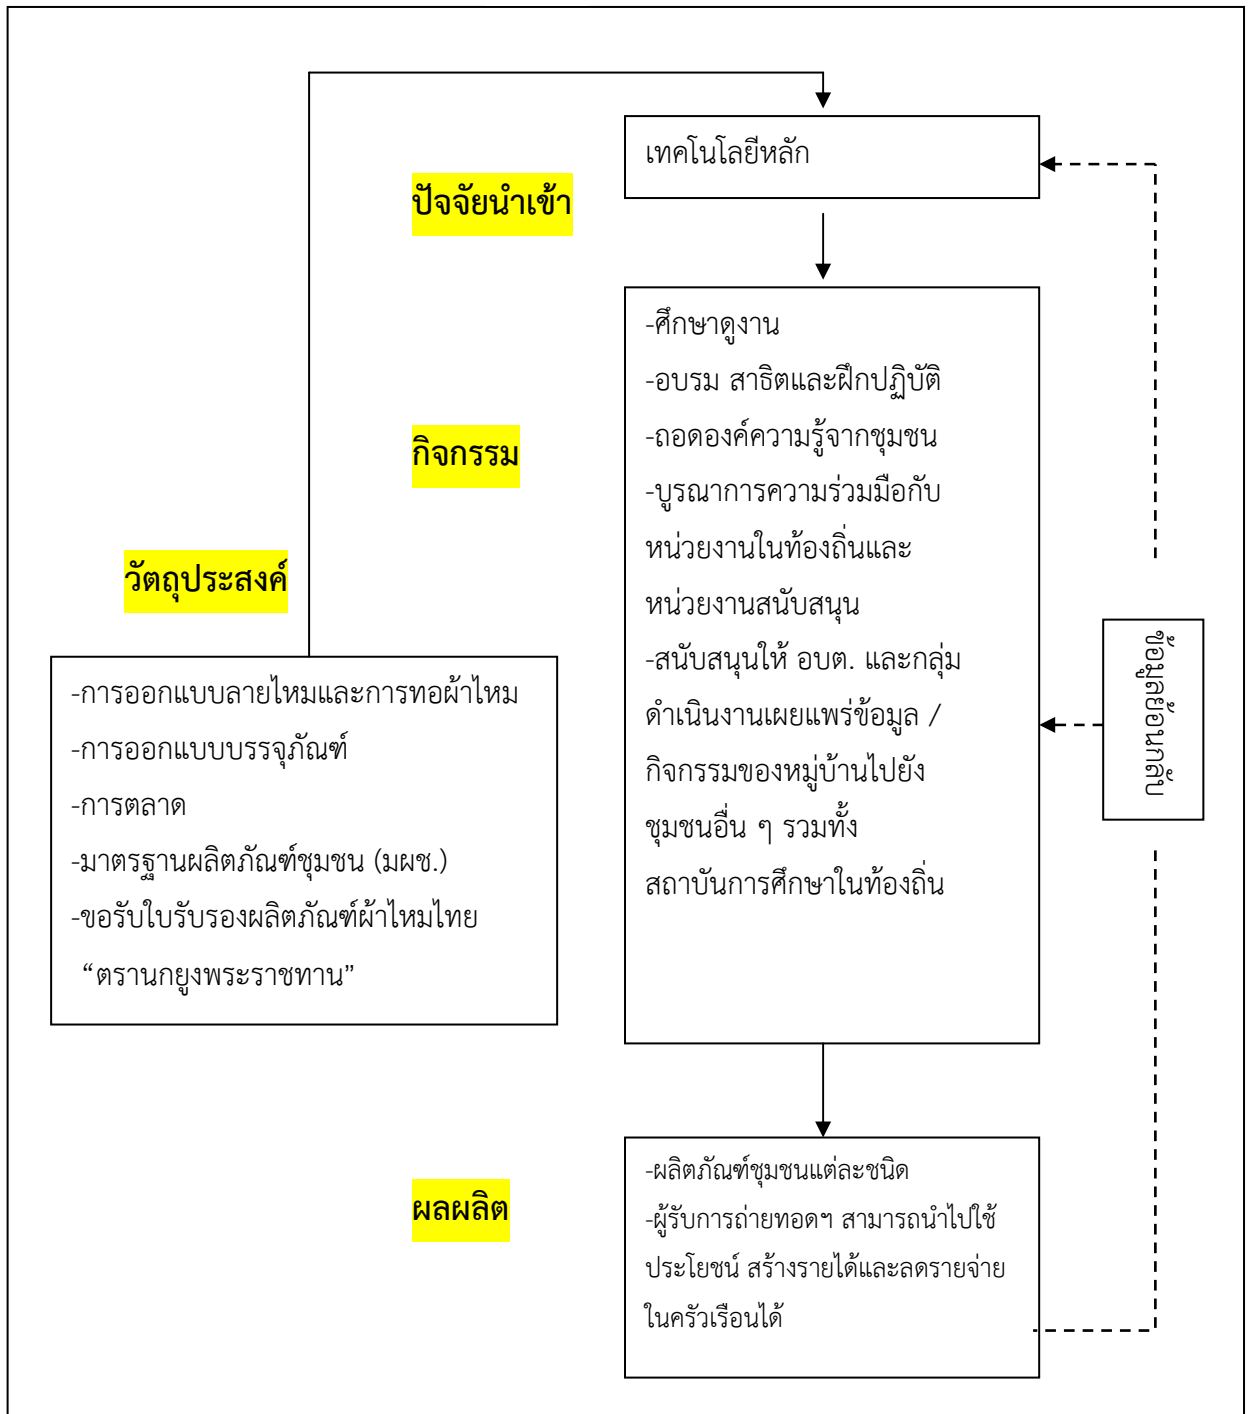 เทคโนโลยีหลัก
ปัจจัยนำเข้า
-ศึกษาดูงาน
-อบรม สาธิตและฝึกปฏิบัติ
-ถอดองค์ความรู้จากชุมชน
-บูรณาการความร่วมมือกับ
หน่วยงานในท้องถิ่นและ
หน่วยงานสนับสนุน
-สนับสนุนให้ อบต. และกลุ่ม
ดำเนินงานเผยแพร่ข้อมูล /
กิจกรรมของหมู่บ้านไปยัง
ชุมชนอื่น ๆ รวมทั้ง
สถาบันการศึกษาในท้องถิ่น
กิจกรรม
วัตถุประสงค์
-การออกแบบลายไหมและการทอผ้าไหม
-การออกแบบบรรจุภัณฑ์
-การตลาด
-มาตรฐานผลิตภัณฑ์ชุมชน (มผช.)
-ขอรับใบรับรองผลิตภัณฑ์ผ้าไหมไทย
“ตรานกยูงพระราชทาน”
ข้อมูลย้อนกลับ
ผลผลิต
-ผลิตภัณฑ์ชุมชนแต่ละชนิด
-ผู้รับการถ่ายทอดฯ สามารถนำไปใช้
ประโยชน์ สร้างรายได้และลดรายจ่าย
ในครัวเรือนได้